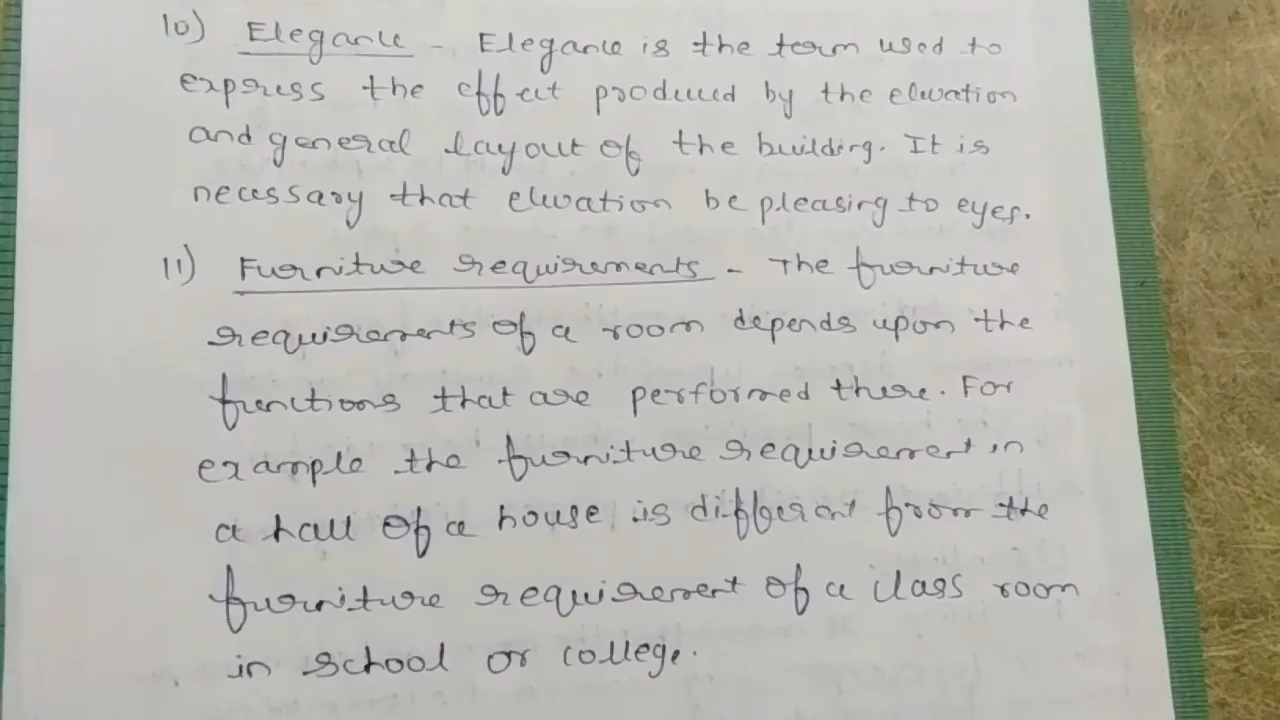 10) Elegance - Elegance is the term used to
express the effect produced by the elevation
and general layout of the building. It is
necessary that elevation be pleasing to eyes.
11) Furniture requirements - The furniture
requirements of a room depends upon the
functions that are performed there. For
example the furniture requirement in
a hall of a house is different from the
furniture requirement of a class room
in school or college.